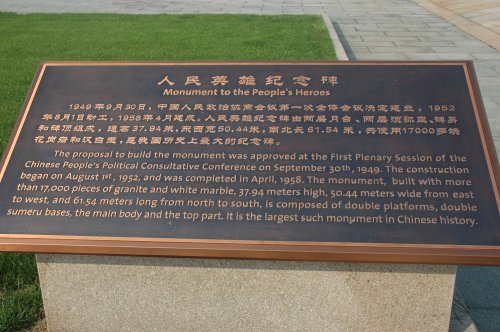 人民英雄纪念碑
Monument to the People's Heroes
1949年9月30日，中国人民政治协商会议第一次全体会议决定建立，1952
年8月1日动工，1958年4月建成。人民英雄纪念碑由两层月台、两层须弥座、碑身
和碑顶组成，通高37.94米，东西宽50.44米，南北长61.54米，共使用17000多块
花岗岩和汉白玉，是我国历史上最大的纪念碑。
The proposal to build the monument was approved at the First Plenary Session of the
Chinese People's Political Consultative Conference on September 30th, 1949. The construction
began on August 1st, 1952, and was completed in April, 1958. The monument, built with more
than 17,000 pieces of granite and white marble, 37.94 meters high, 50.44 meters wide from east
to west, and 61.54 meters long from north to south, is composed of double platforms, double
sumeru bases, the main body and the top part. It is the largest such monument in Chinese history.